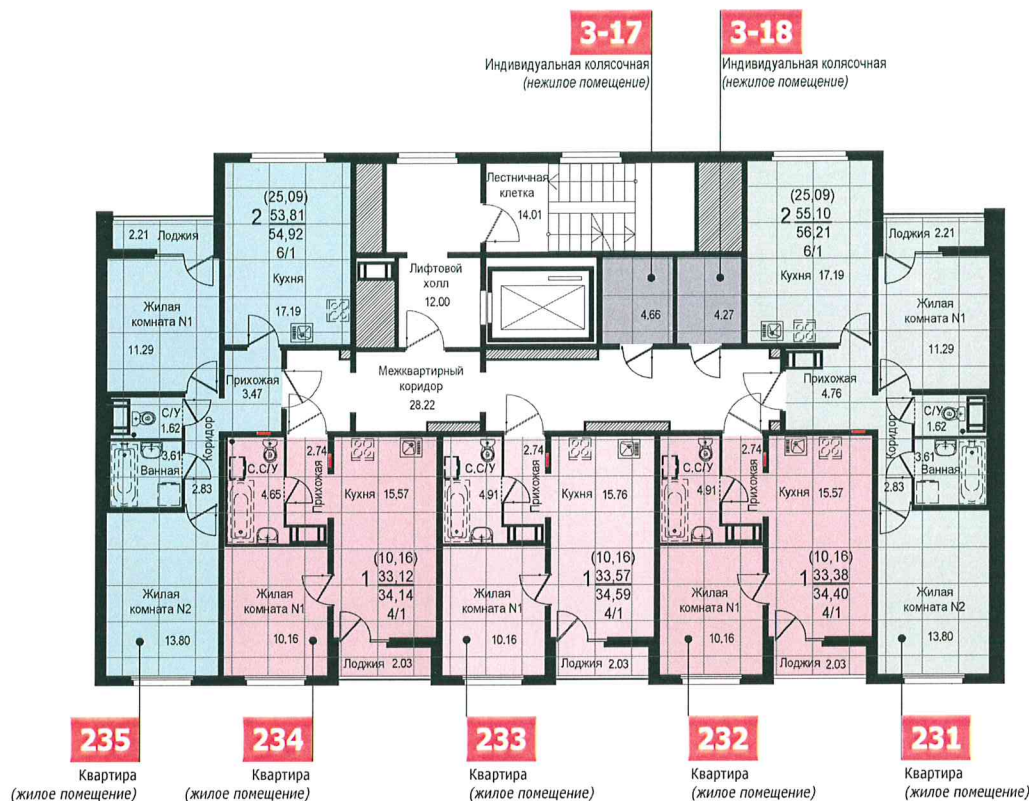 3-17
3-18
Индивидуальная колясочная
(нежилое помещение)
Индивидуальная колясочная
(нежилое помещение)
(25,09)
2 53,81
54,92
6/1
Кухня
17.19
Лестничная
клетка
14.01
(25,09)
2 55,10
56,21
6/1
Кухня 17.19
2.21 Лоджия
Лоджия 2.21
Лифтовой
холл
12.00
4.66
4.27
Жилая
комната N1
11.29
Жилая
комната N1
11.29
Прихожая
3.47
Межквартирный
коридор
28.22
Прихожая
4.76
С/У
1.62
Коридор
2.83
3.61
Ванная
С/У
1.62
Коридор
2.83
3.61
Ванная
С.С/У
4.65
2.74
Прихожая
Кухня 15.57
4.91
С.С/У
2.74
Прихожая
Кухня 15.76
С.С/У
4.91
2.74
Прихожая
Кухня 15.57
(10,16)
1 33,12
34,14
4/1
(10,16)
1 33,57
34,59
4/1
(10,16)
1 33,38
34,40
4/1
Жилая
комната N2
13.80
Жилая
комната N1
10.16
Жилая
комната N1
10.16
Жилая
комната N1
10.16
Жилая
комната N2
13.80
Лоджия 2.03
Лоджия 2.03
Лоджия 2.03
235
Квартира
(жилое помещение)
234
Квартира
(жилое помещение)
233
Квартира
(жилое помещение)
232
Квартира
(жилое помещение)
231
Квартира
(жилое помещение)